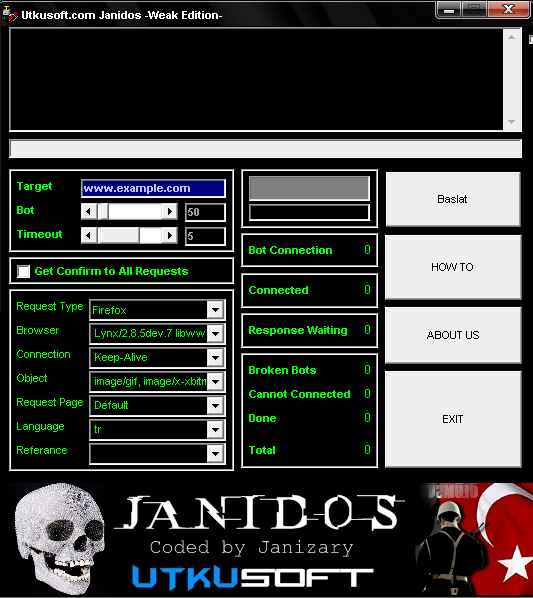 Utkusoft.com Janidos -Weak Edition-
Target www.example.com
Bot 50
Timeout 5
Get Confirm to All Requests
Request Type Firefox
Browser Lynx/2.8.5dev.7 libww
Connection Keep-Alive
Object image/gif, image/x-xbitm
Request Page Default
Language tr
Referance
Bot Connection 0
Connected 0
Response Waiting 0
Broken Bots 0
Cannot Connected 0
Done 0
Total 0
Baslat
HOW TO
ABOUT US
EXIT
JANIDOS
Coded by Janizary
UTKUSOFT